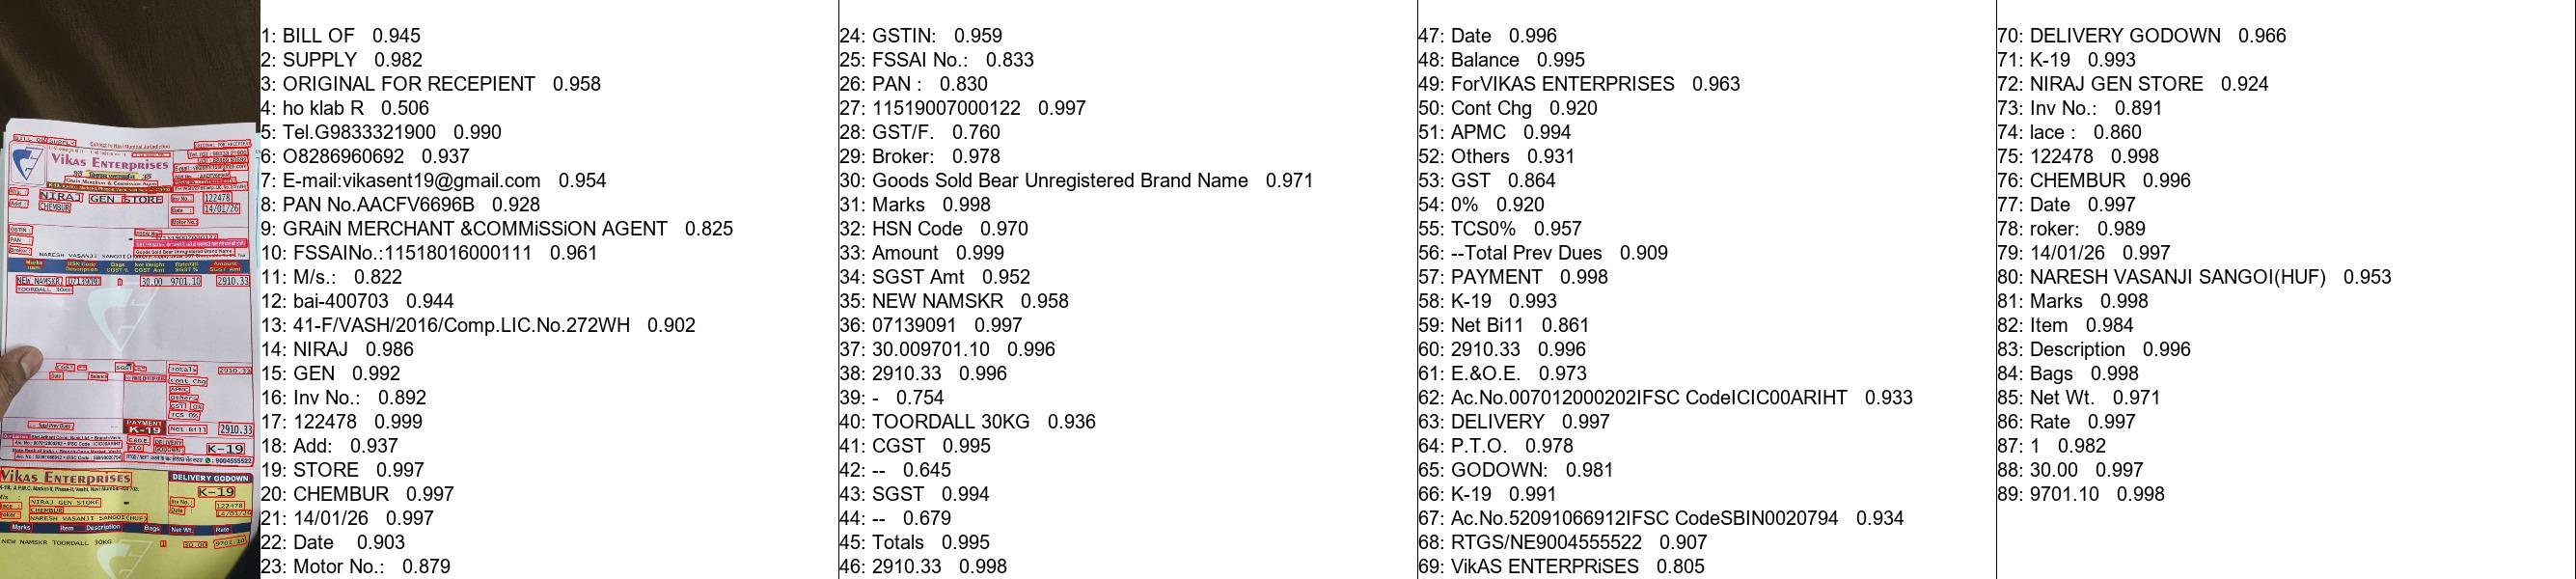 1: BILL OF 0.945
2: SUPPLY 0.982
3: ORIGINAL FOR RECEPIENT 0.958
4: ho klab R 0.506
5: Tel.G9833321900 0.990
6: O8286960692 0.937
7: E-mail:vikasent19@gmail.com 0.954
8: PAN No.AACFV6696B 0.928
9: GRAiN MERCHANT &COMMiSSiON AGENT 0.825
10: FSSAINo.:11518016000111 0.961
11: M/s.: 0.822
12: bai-400703 0.944
13: 41-F/VASH/2016/Comp.LIC.No.272WH 0.902
14: NIRAJ 0.986
15: GEN 0.992
16: Inv No.: 0.892
17: 122478 0.999
18: Add: 0.937
19: STORE 0.997
20: CHEMBUR 0.997
21: 14/01/26 0.997
22: Date 0.903
23: Motor No.: 0.879
24: GSTIN: 0.959
25: FSSAI No.: 0.833
26: PAN : 0.830
27: 11519007000122 0.997
28: GST/F. 0.760
29: Broker: 0.978
30: Goods Sold Bear Unregistered Brand Name 0.971
31: Marks 0.998
32: HSN Code 0.970
33: Amount 0.999
34: SGST Amt 0.952
35: NEW NAMSKR 0.958
36: 07139091 0.997
37: 30.009701.10 0.996
38: 2910.33 0.996
39: - 0.754
40: TOORDALL 30KG 0.936
41: CGST 0.995
42: -- 0.645
43: SGST 0.994
44: -- 0.679
45: Totals 0.995
46: 2910.33 0.998
47: Date 0.996
48: Balance 0.995
49: ForVIKAS ENTERPRISES 0.963
50: Cont Chg 0.920
51: APMC 0.994
52: Others 0.931
53: GST 0.864
54: 0% 0.920
55: TCS0% 0.957
56: --Total Prev Dues 0.909
57: PAYMENT 0.998
58: K-19 0.993
59: Net Bi11 0.861
60: 2910.33 0.996
61: E.&O.E. 0.973
62: Ac.No.007012000202IFSC CodeICIC00ARIHT 0.933
63: DELIVERY 0.997
64: P.T.O. 0.978
65: GODOWN: 0.981
66: K-19 0.991
67: Ac.No.52091066912IFSC CodeSBIN0020794 0.934
68: RTGS/NE9004555522 0.907
69: VikAS ENTERPRiSES 0.805
70: DELIVERY GODOWN 0.966
71: K-19 0.993
72: NIRAJ GEN STORE 0.924
73: Inv No.: 0.891
74: lace : 0.860
75: 122478 0.998
76: CHEMBUR 0.996
77: Date 0.997
78: roker: 0.989
79: 14/01/26 0.997
80: NARESH VASANJI SANGOI(HUF) 0.953
81: Marks 0.998
82: Item 0.984
83: Description 0.996
84: Bags 0.998
85: Net Wt. 0.971
86: Rate 0.997
87: 1 0.982
88: 30.00 0.997
89: 9701.10 0.998